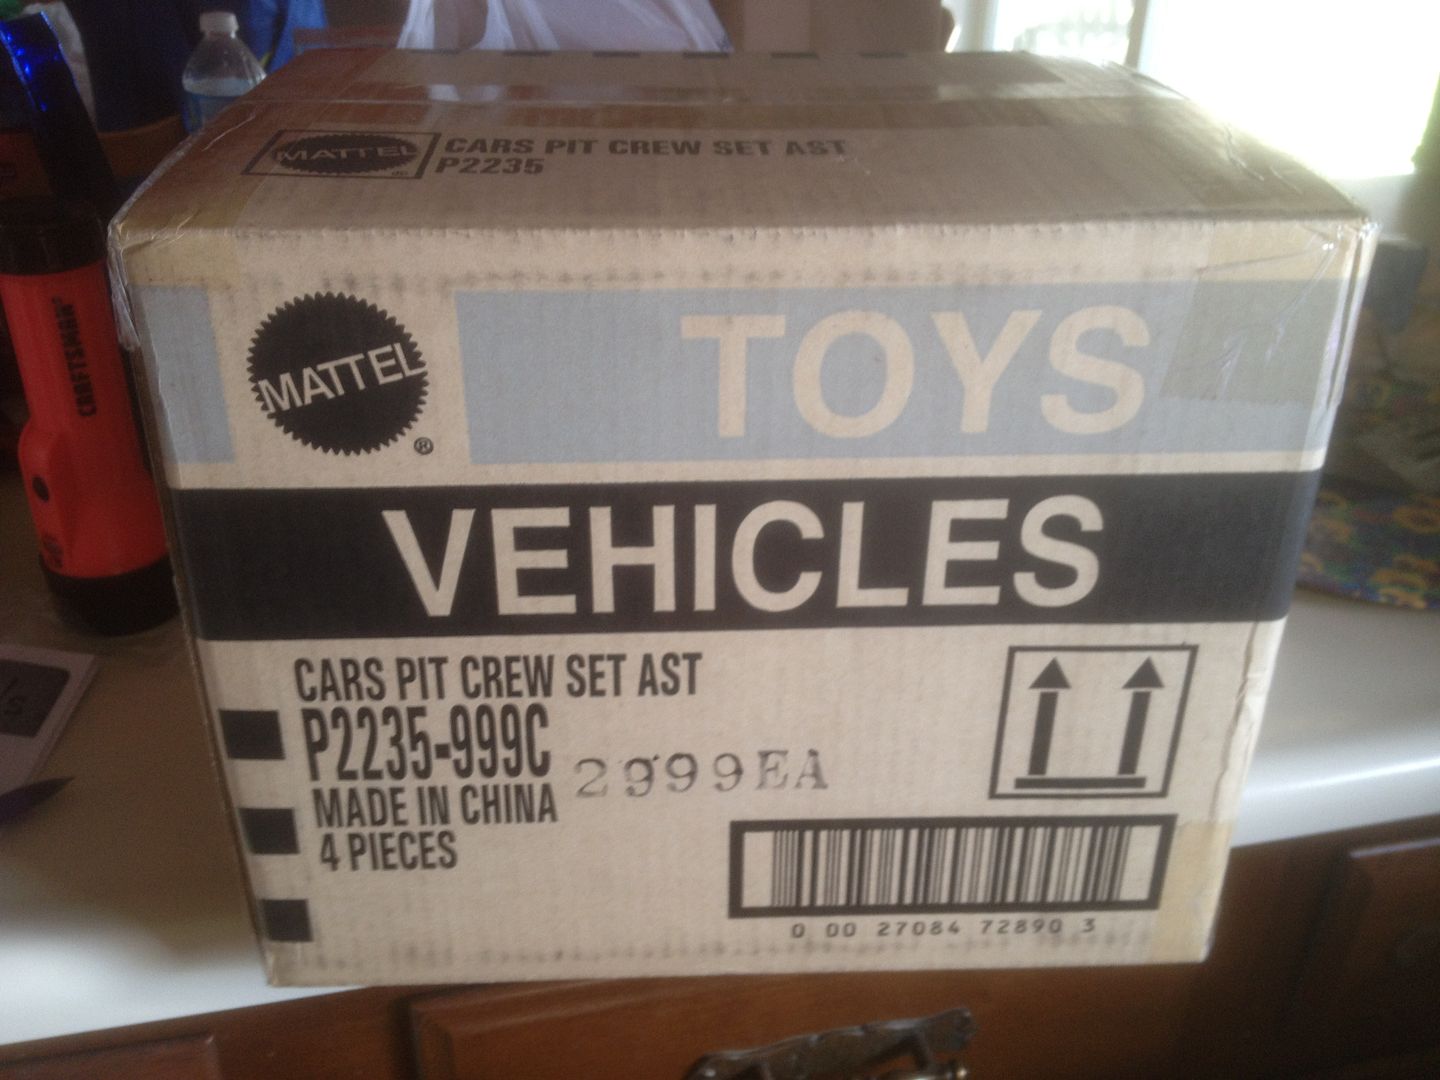 MATTEL
CARS PIT CREW SET AST
P2235
MATTEL
®
TOYS
VEHICLES
CARS PIT CREW SET AST
P2235-999C
2999EA
MADE IN CHINA
4 PIECES
0 00 27084 72890 3
CRAFTSMAN